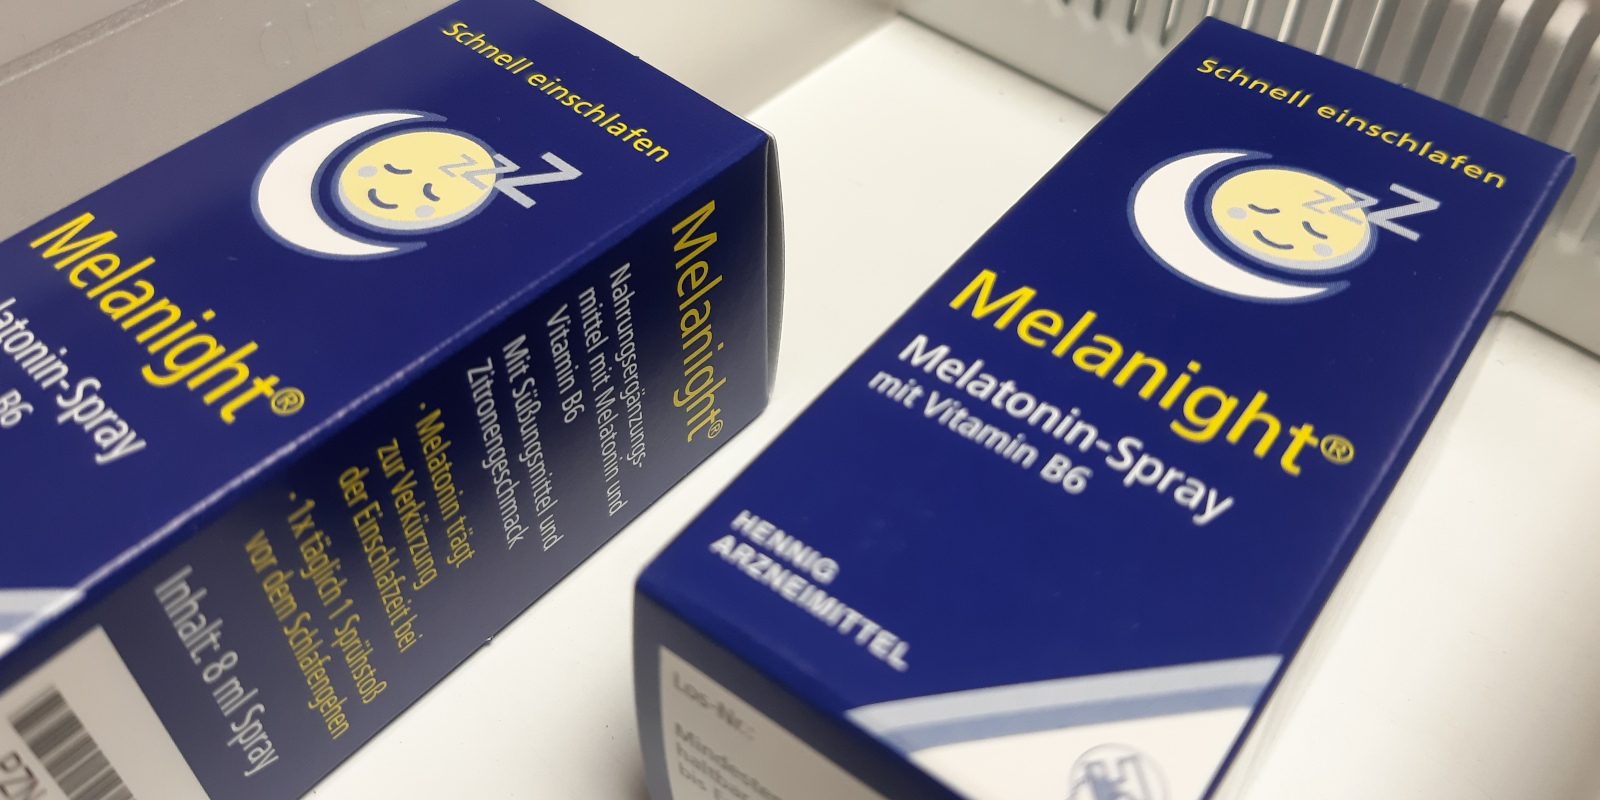 Schnell einschlafen
zzZ
Melanight®
latonin-Spray
B6
Melanight®
Nahrungsergänzungs-
mittel mit Melatonin und
Vitamin B6
Mit Süßungsmittel und
Zitronengeschmack
· Melatonin trägt
zur Verkürzung
der Einschlafzeit bei
· 1x täglich 1 Sprühstoß
vor dem Schlafengehen
Inhalt: 8 ml Spray
PZN
Schnell einschlafen
zzZ
Melanight®
Melatonin-Spray
mit Vitamin B6
HENNIG
ARZNEIMITTEL
Los-Nr.: